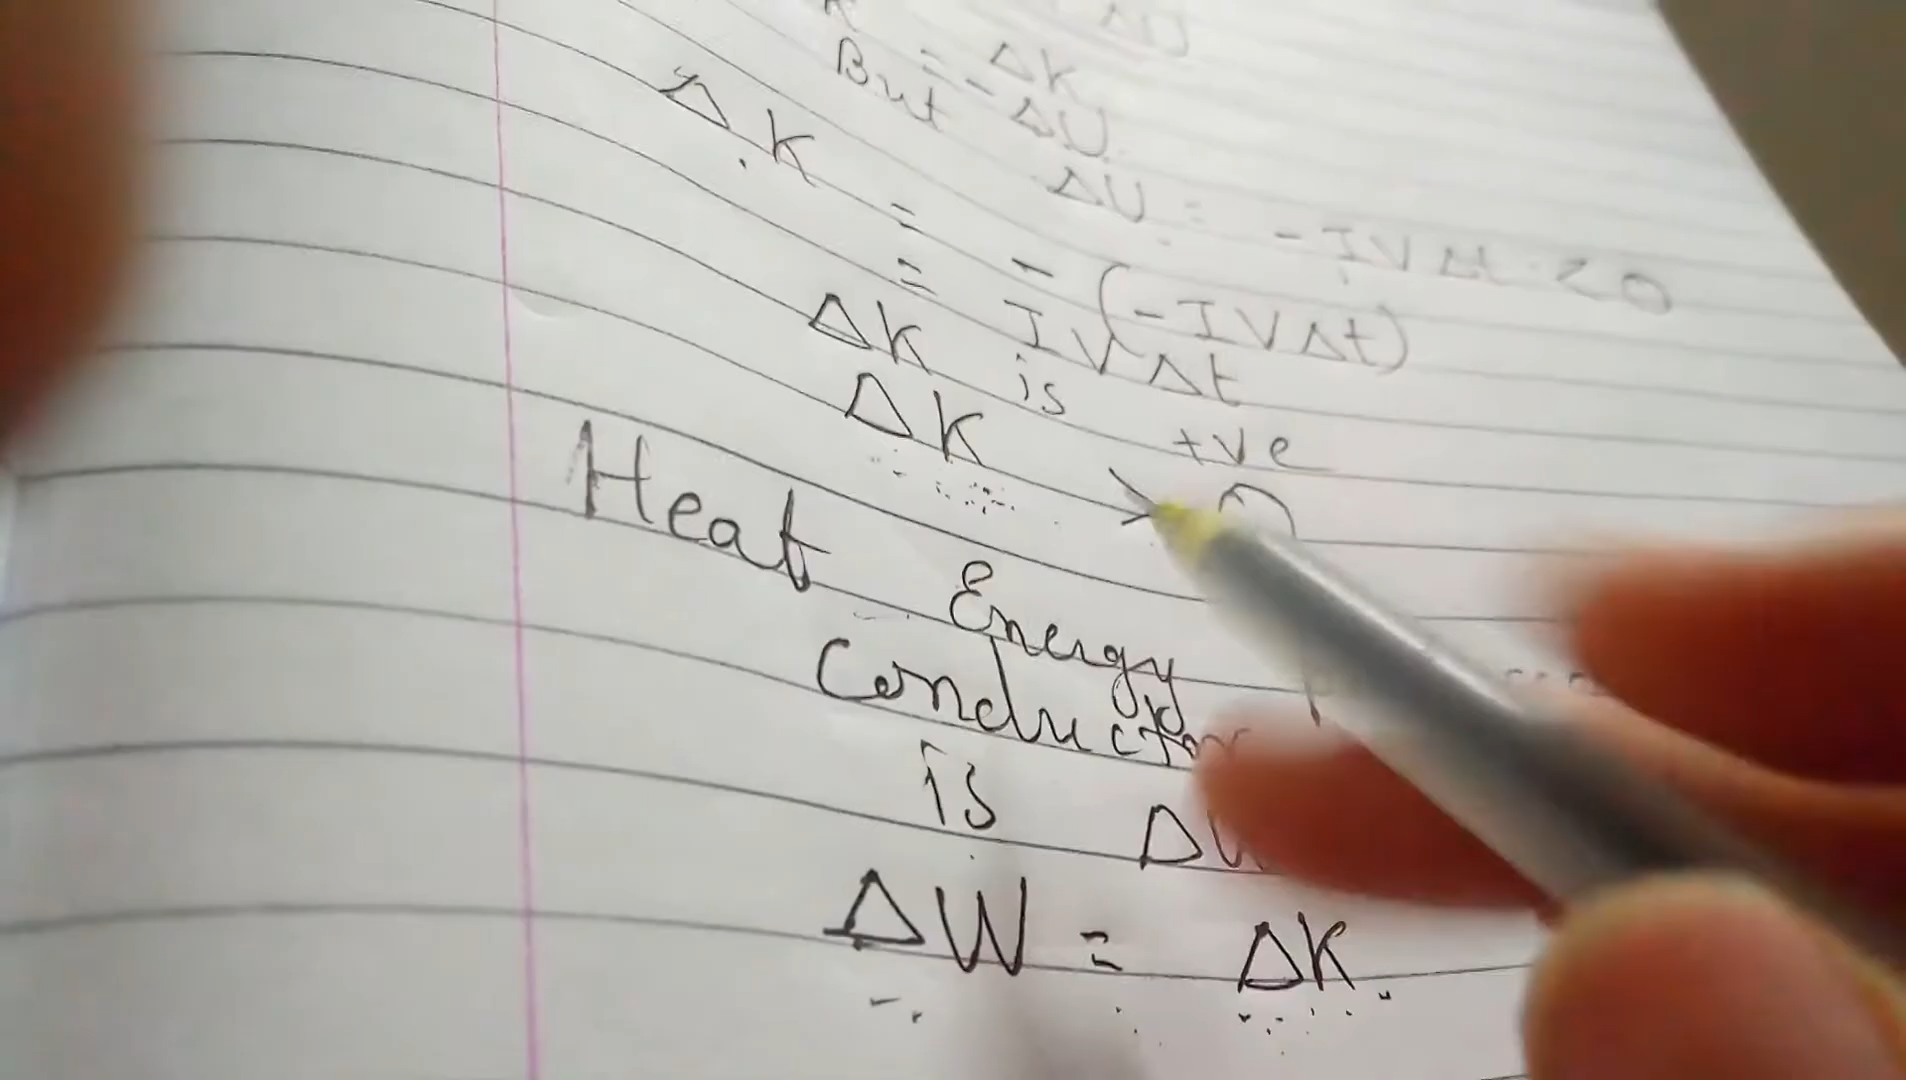 ΔK
= -ΔU
But ΔU = -IVΔt < 0
ΔK = -(-IVΔt)
= IVΔt
ΔK is +ve
ΔK > 0
Heat Energy
Conductor
is ΔW
ΔW = ΔK